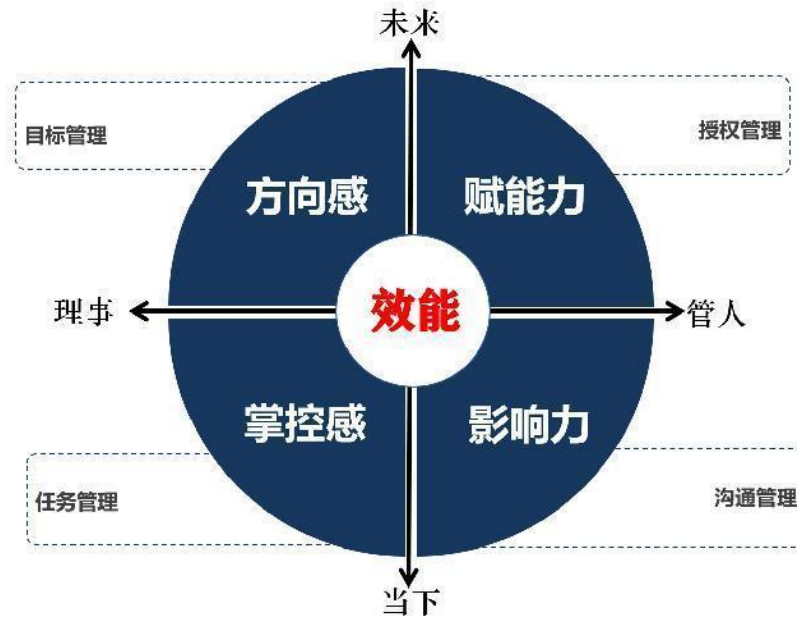 未来
目标管理
授权管理
方向感
赋能力
理事
效能
管人
掌控感
影响力
任务管理
沟通管理
当下